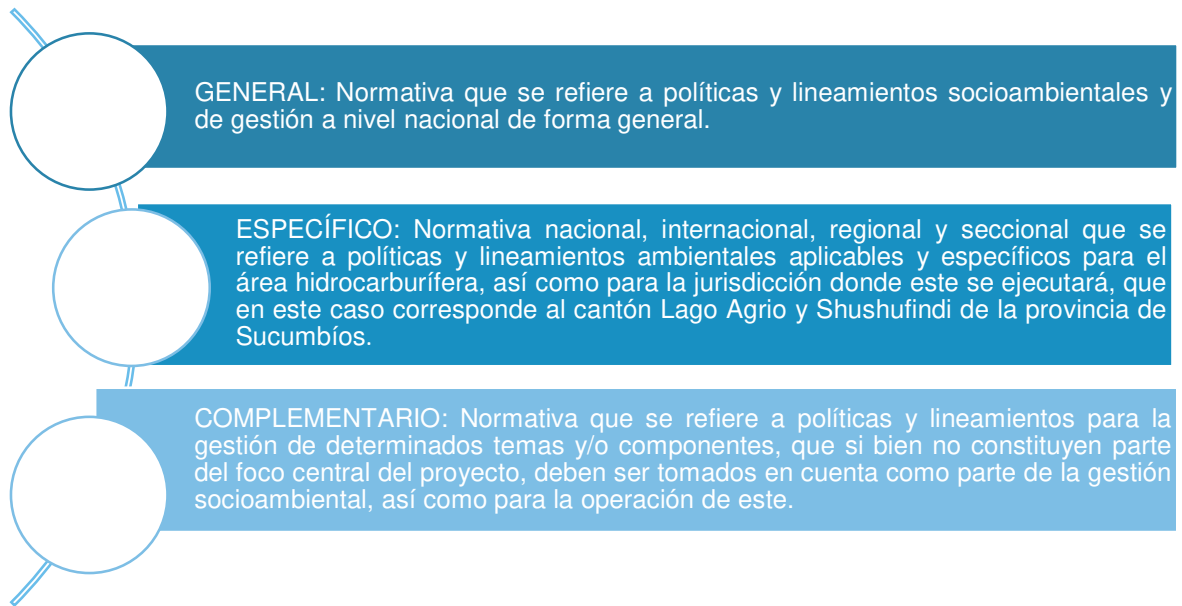 GENERAL: Normativa que se refiere a políticas y lineamientos socioambientales y
de gestión a nivel nacional de forma general.
ESPECÍFICO: Normativa nacional, internacional, regional y seccional que se
refiere a políticas y lineamientos ambientales aplicables y específicos para el
área hidrocarburífera, así como para la jurisdicción donde este se ejecutará, que
en este caso corresponde al cantón Lago Agrio y Shushufindi de la provincia de
Sucumbíos.
COMPLEMENTARIO: Normativa que se refiere a políticas y lineamientos para la
gestión de determinados temas y/o componentes, que si bien no constituyen parte
del foco central del proyecto, deben ser tomados en cuenta como parte de la gestión
socioambiental, así como para la operación de este.